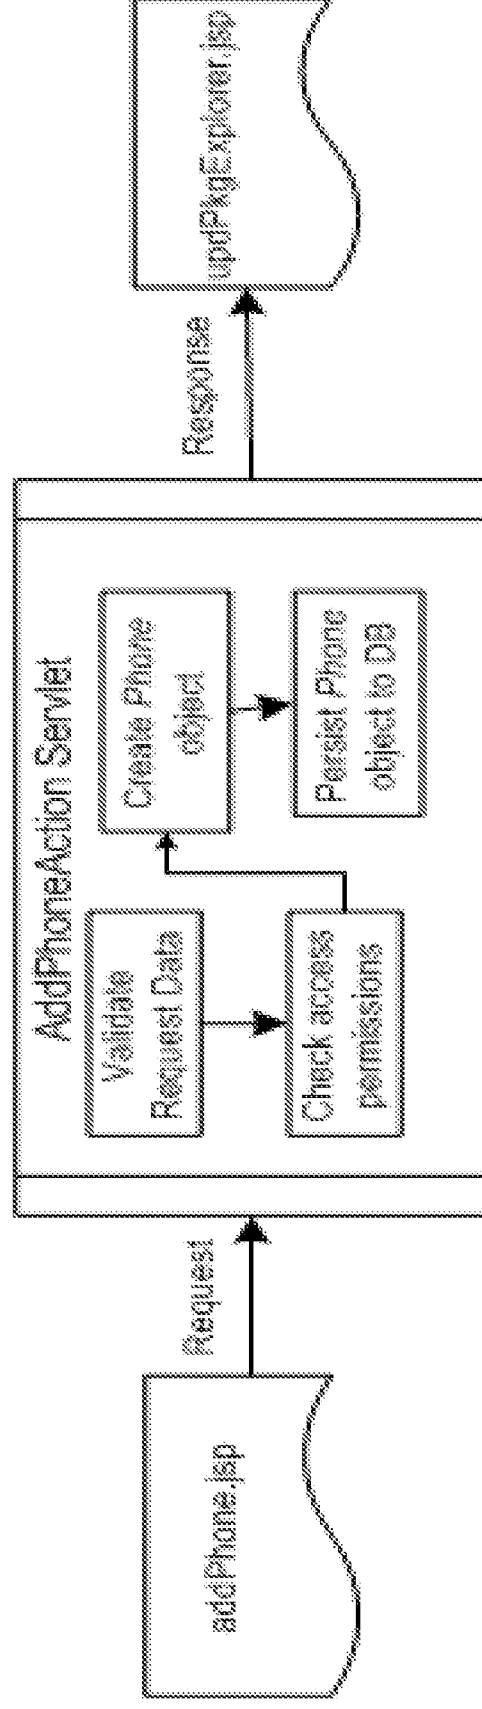 addPhone.jsp
Request
AddPhoneAction Servlet
Validate
Request Data
Check access
permissions
Create Phone
object
Persist Phone
object to DB
Response
updPkgExplorer.jsp